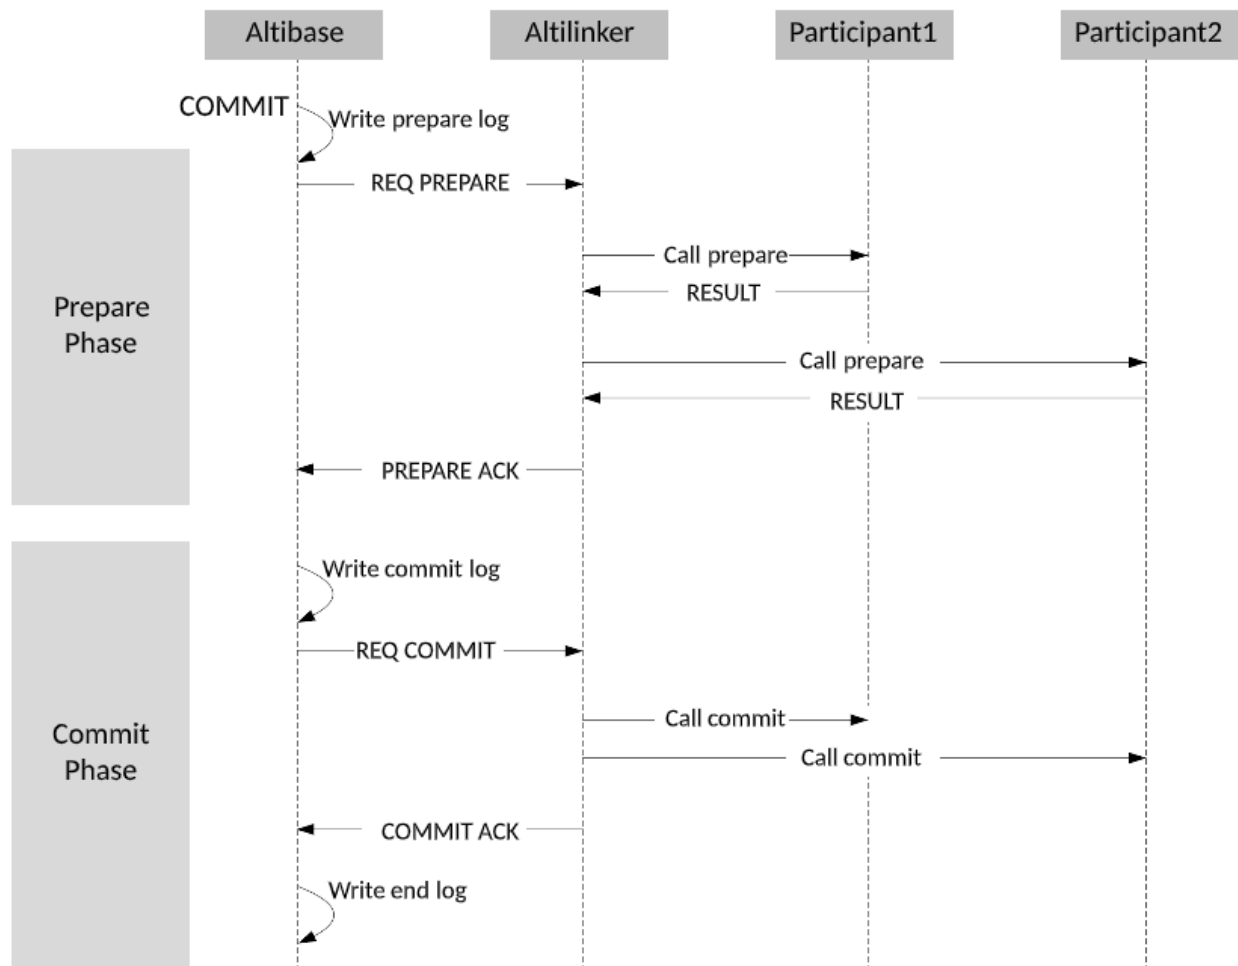 Altibase
Altilinker
Participant1
Participant2
COMMIT
Write prepare log
REQ PREPARE
Call prepare
RESULT
Prepare
Phase
Call prepare
RESULT
PREPARE ACK
Write commit log
REQ COMMIT
Call commit
Commit
Phase
Call commit
COMMIT ACK
Write end log